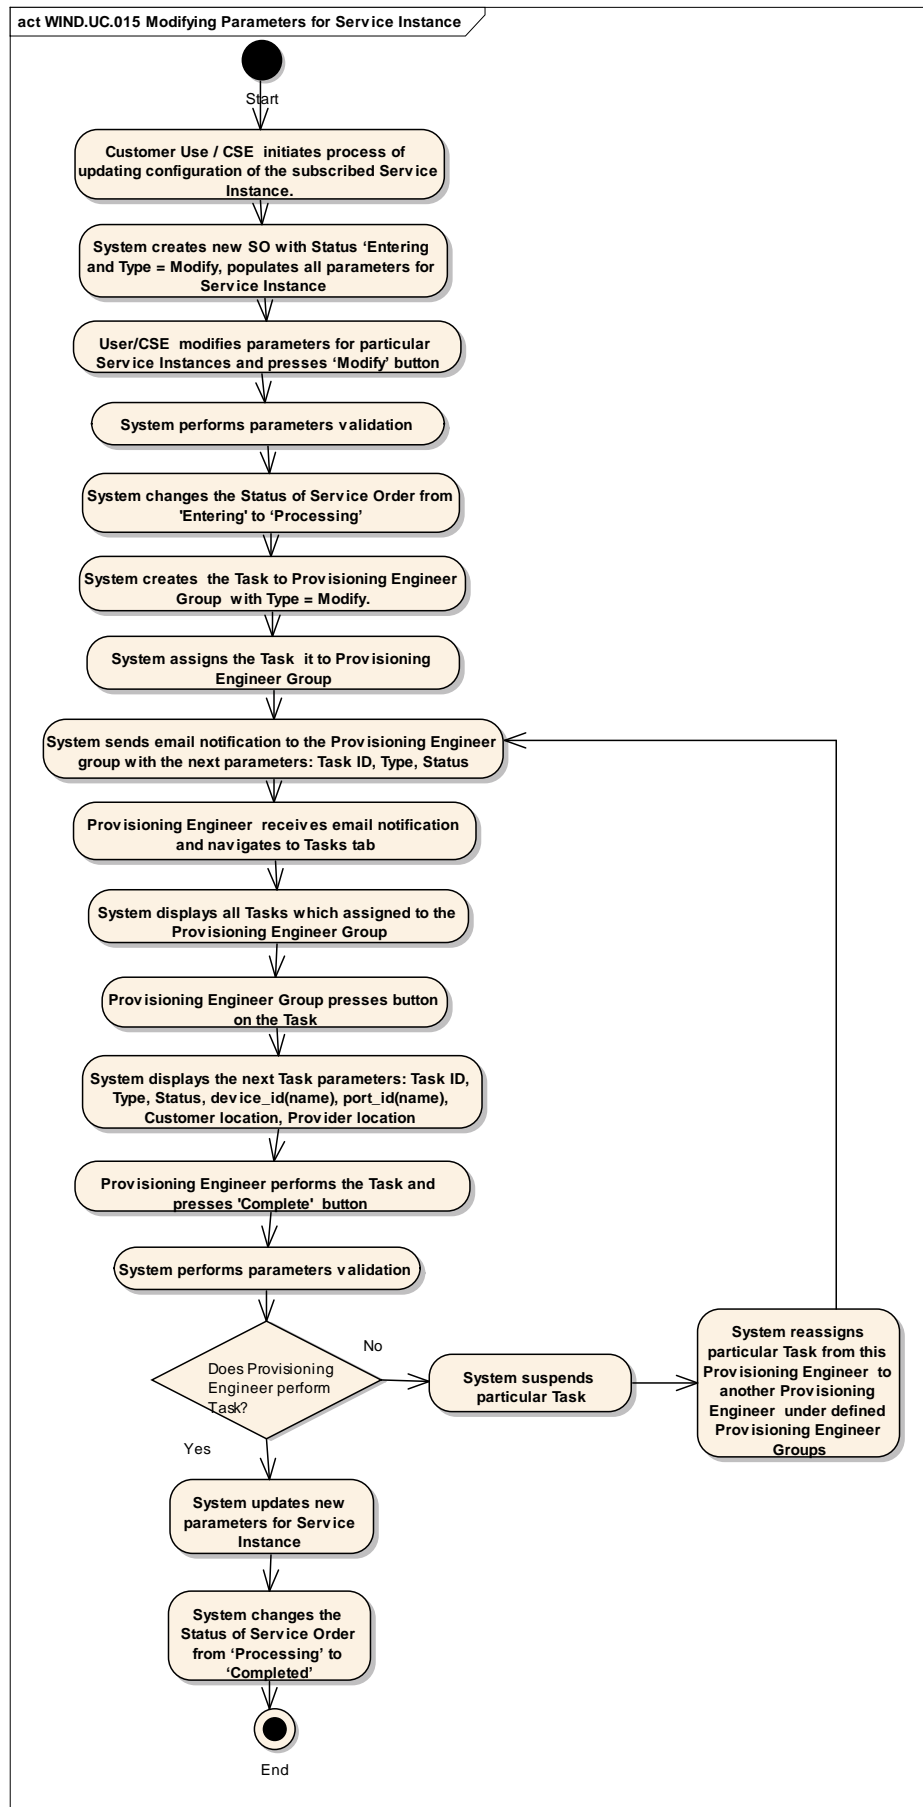 act WIND.UC.015 Modifying Parameters for Service Instance
Start
Customer Use / CSE initiates process of
updating configuration of the subscribed Service
Instance.
System creates new SO with Status ‘Entering
and Type = Modify, populates all parameters for
Service Instance
User/CSE modifies parameters for particular
Service Instances and presses ‘Modify’ button
System performs parameters validation
System changes the Status of Service Order from
'Entering' to ‘Processing’
System creates the Task to Provisioning Engineer
Group with Type = Modify.
System assigns the Task it to Provisioning
Engineer Group
System sends email notification to the Provisioning Engineer
group with the next parameters: Task ID, Type, Status
Provisioning Engineer receives email notification
and navigates to Tasks tab
System displays all Tasks which assigned to the
Provisioning Engineer Group
Provisioning Engineer Group presses button
on the Task
System displays the next Task parameters: Task ID,
Type, Status, device_id(name), port_id(name),
Customer location, Provider location
Provisioning Engineer performs the Task and
presses 'Complete' button
System performs parameters validation
Does Provisioning
Engineer perform
Task?
No
System suspends
particular Task
System reassigns
particular Task from this
Provisioning Engineer to
another Provisioning
Engineer under defined
Provisioning Engineer
Groups
Yes
System updates new
parameters for Service
Instance
System changes the
Status of Service Order
from ‘Processing’ to
‘Completed’
End